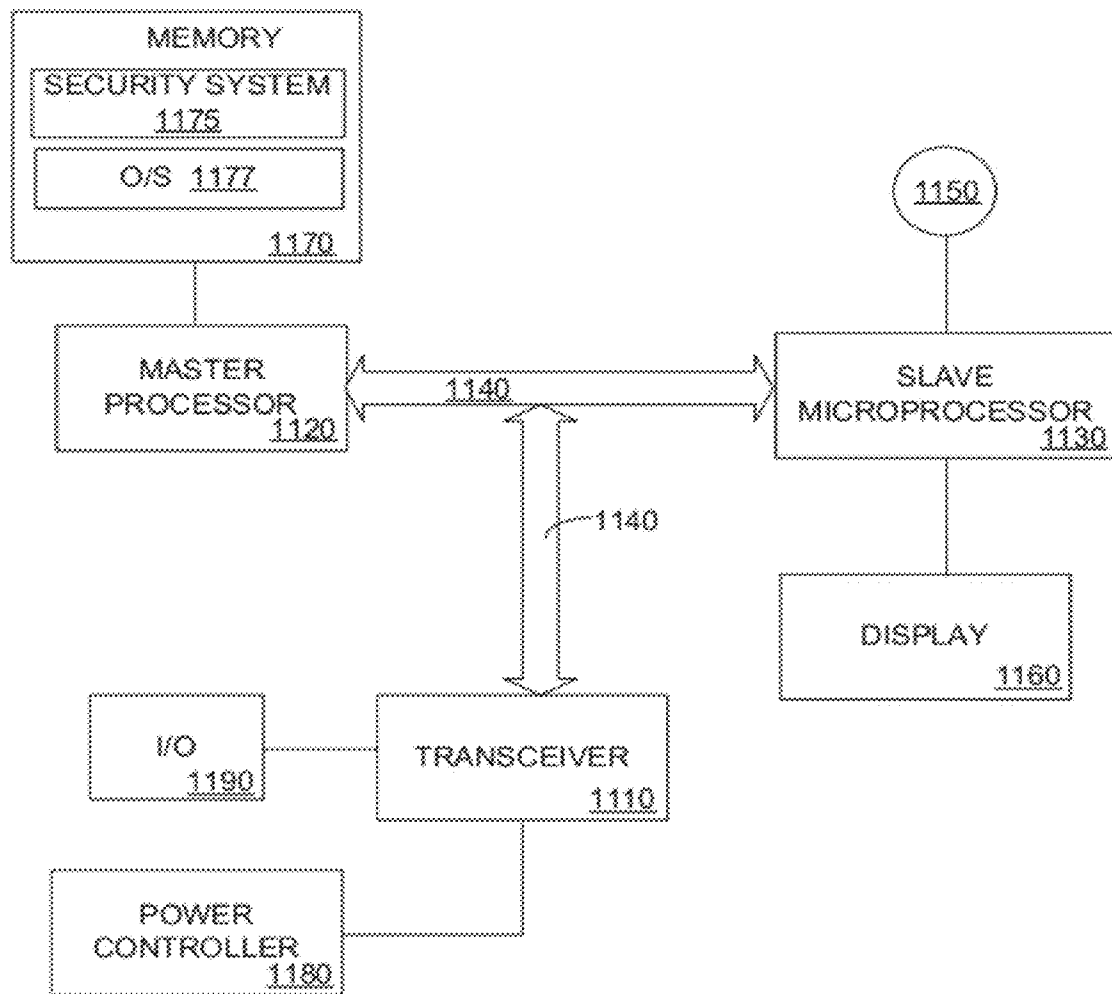 MEMORY
SECURITY SYSTEM
1175
O/S 1177
1170
1150
MASTER
PROCESSOR
1120
1140
SLAVE
MICROPROCESSOR
1130
1140
DISPLAY
1160
I/O
1190
TRANSCEIVER
1110
POWER
CONTROLLER
1180